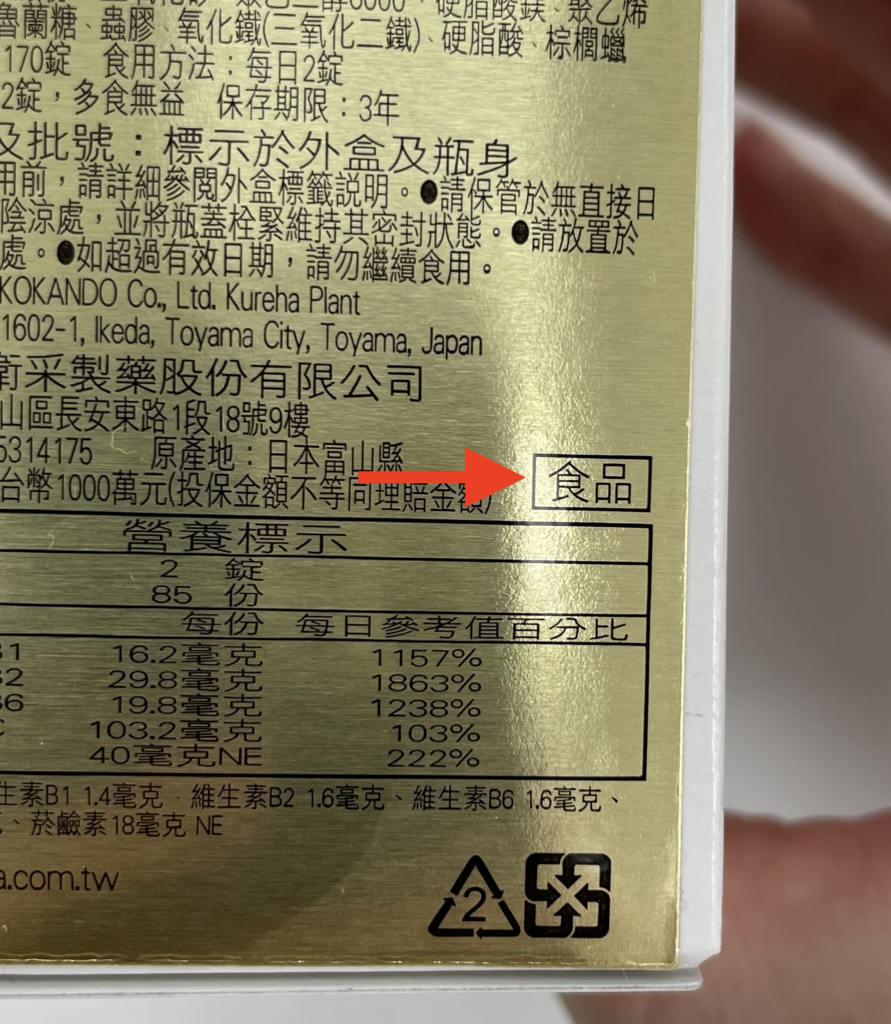 硬脂酸鎂、聚乙烯
魯蘭糖、蟲膠、氧化鐵(三氧化二鐵)、硬脂酸、棕櫚蠟
170錠 食用方法：每日2錠
2錠，多食無益 保存期限：3年
及批號：標示於外盒及瓶身
用前，請詳細參閱外盒標籤説明。●請保管於無直接日
陰涼處，並將瓶蓋栓緊維持其密封狀態。●請放置於
處。●如超過有效日期，請勿繼續食用。
KOKANDO Co., Ltd. Kureha Plant
1602-1, Ikeda, Toyama City, Toyama, Japan
衛采製藥股份有限公司
山區長安東路1段18號9樓
5314175 原產地：日本富山縣
台幣1000萬元(投保金額不等同理賠金額)
食品
營養標示
2 錠
85 份
每份 每日參考值百分比
B1 16.2毫克 1157%
B2 29.8毫克 1863%
B6 19.8毫克 1238%
C 103.2毫克 103%
40毫克NE 222%
生素B1 1.4毫克、維生素B2 1.6毫克、維生素B6 1.6毫克、
、菸鹼素18毫克 NE
a.com.tw
2